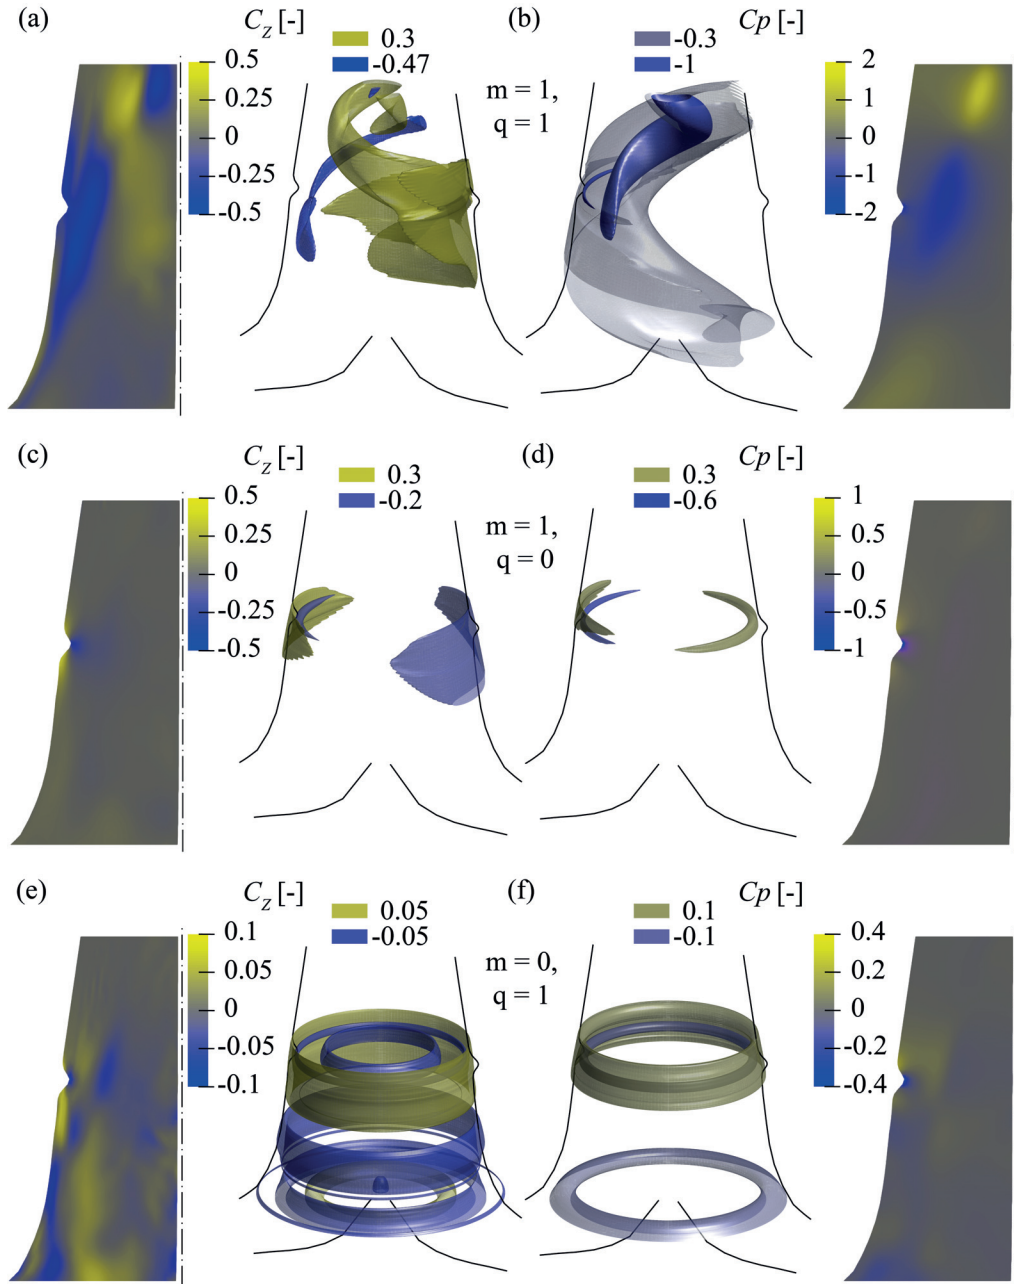 (a)
C_z [-]
0.5
0.25
0
-0.25
-0.5
0.3
-0.47
m = 1,
q = 1
(b)
-0.3
-1
Cp [-]
2
1
0
-1
-2
(c)
C_z [-]
0.5
0.25
0
-0.25
-0.5
0.3
-0.2
m = 1,
q = 0
(d)
0.3
-0.6
Cp [-]
1
0.5
0
-0.5
-1
(e)
C_z [-]
0.1
0.05
0
-0.05
-0.1
0.05
-0.05
m = 0,
q = 1
(f)
0.1
-0.1
Cp [-]
0.4
0.2
0
-0.2
-0.4